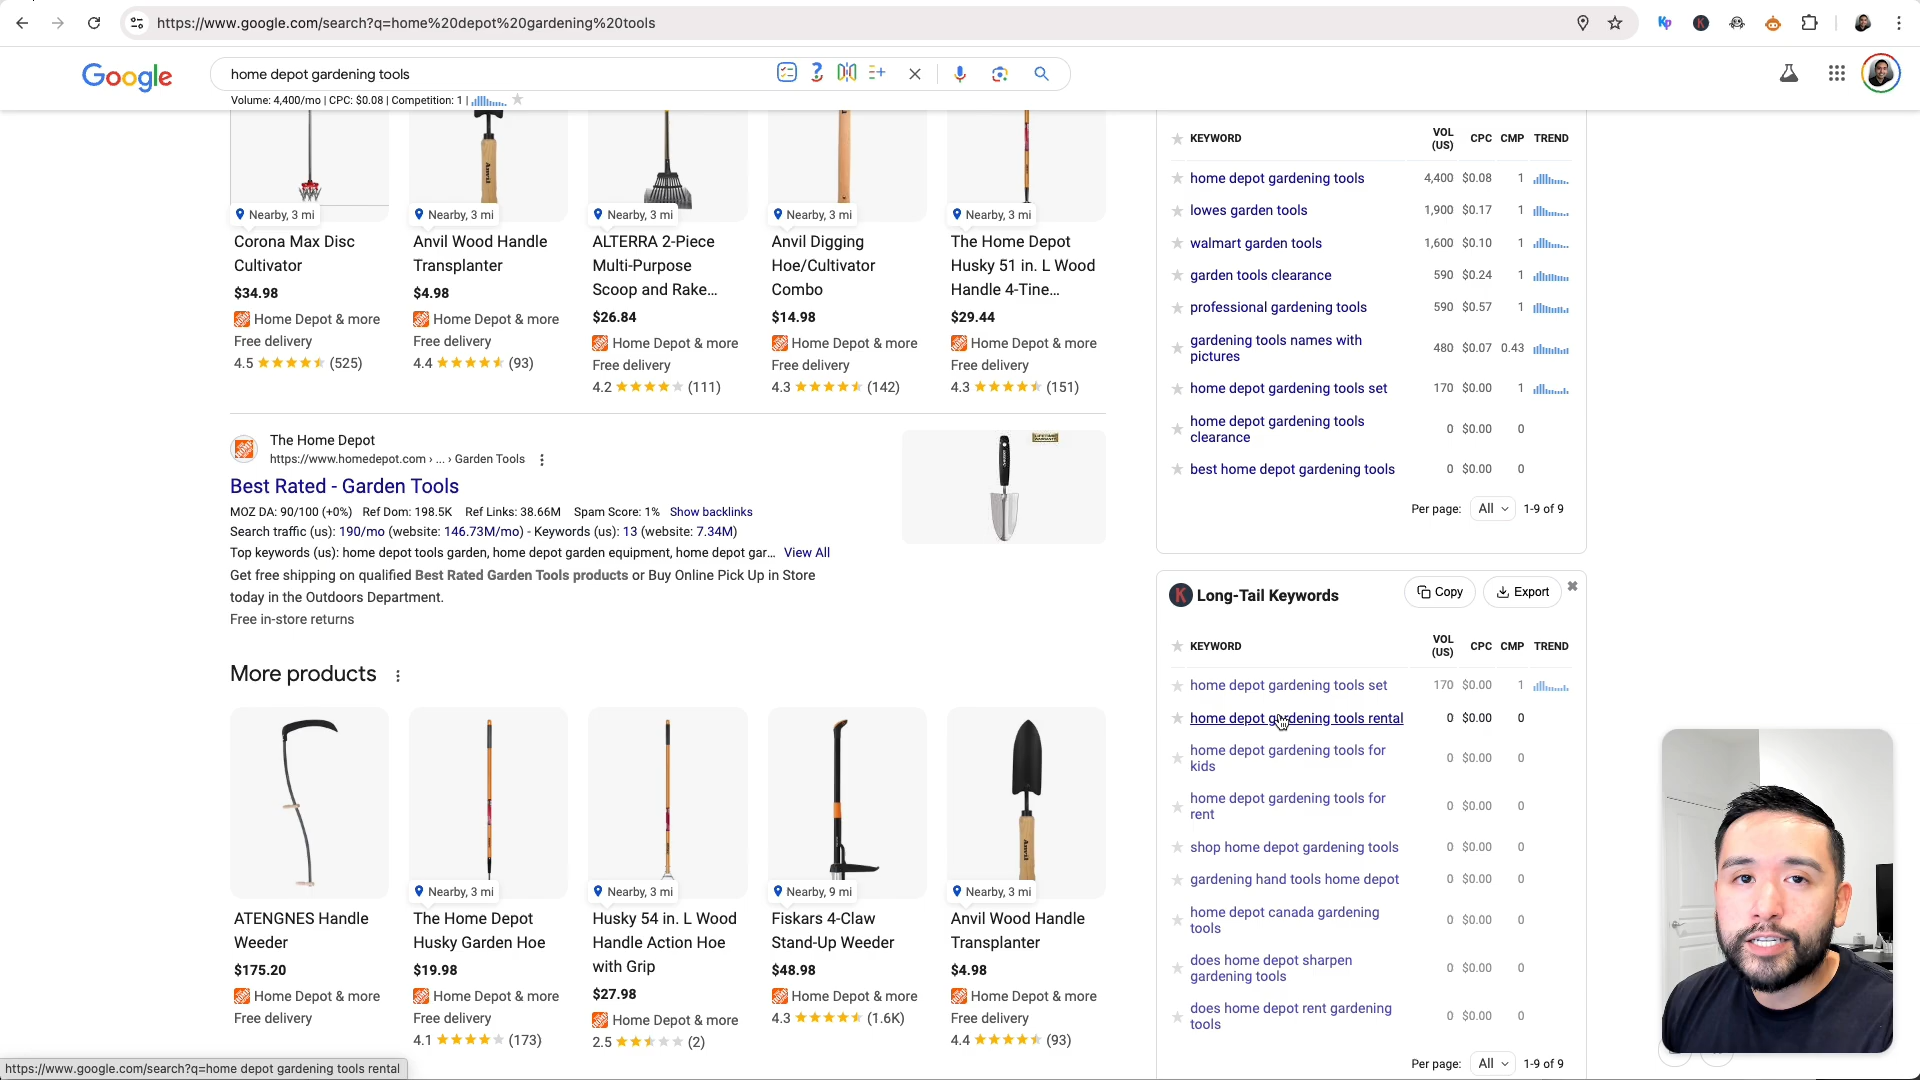 https://www.google.com/search?q=home%20depot%20gardening%20tools
Google
home depot gardening tools
Volume: 4,400/mo | CPC: $0.08 | Competition: 1 |
Nearby, 3 mi
Nearby, 3 mi
Nearby, 3 mi
Nearby, 3 mi
Nearby, 3 mi
Corona Max Disc
Cultivator
$34.98
Home Depot & more
Free delivery
4.5 (525)
Anvil Wood Handle
Transplanter
$4.98
Home Depot & more
Free delivery
4.4 (93)
ALTERRA 2-Piece
Multi-Purpose
Scoop and Rake...
$26.84
Home Depot & more
Free delivery
4.2 (111)
Anvil Digging
Hoe/Cultivator
Combo
$14.98
Home Depot & more
Free delivery
4.3 (142)
The Home Depot
Husky 51 in. L Wood
Handle 4-Tine...
$29.44
Home Depot & more
Free delivery
4.3 (151)
The Home Depot
https://www.homedepot.com › ... › Garden Tools
Best Rated - Garden Tools
MOZ DA: 90/100 (+0%) Ref Dom: 198.5K Ref Links: 38.66M Spam Score: 1% Show backlinks
Search traffic (us): 190/mo (website: 146.73M/mo) - Keywords (us): 13 (website: 7.34M)
Top keywords (us): home depot tools garden, home depot garden equipment, home depot gar... View All
Get free shipping on qualified Best Rated Garden Tools products or Buy Online Pick Up in Store
today in the Outdoors Department.
Free in-store returns
More products
Nearby, 3 mi
Nearby, 3 mi
Nearby, 9 mi
Nearby, 3 mi
ATENGNES Handle
Weeder
$175.20
Home Depot & more
Free delivery
The Home Depot
Husky Garden Hoe
$19.98
Home Depot & more
Free delivery
4.1 (173)
Husky 54 in. L Wood
Handle Action Hoe
with Grip
$27.98
Home Depot & more
2.5 (2)
Fiskars 4-Claw
Stand-Up Weeder
$48.98
Home Depot & more
4.3 (1.6K)
Anvil Wood Handle
Transplanter
$4.98
Home Depot & more
Free delivery
4.4 (93)
KEYWORD VOL (US) CPC CMP TREND
home depot gardening tools 4,400 $0.08 1
lowes garden tools 1,900 $0.17 1
walmart garden tools 1,600 $0.10 1
garden tools clearance 590 $0.24 1
professional gardening tools 590 $0.57 1
gardening tools names with
pictures 480 $0.07 0.43
home depot gardening tools set 170 $0.00 1
home depot gardening tools
clearance 0 $0.00 0
best home depot gardening tools 0 $0.00 0
Per page: All 1-9 of 9
K Long-Tail Keywords Copy Export
KEYWORD VOL (US) CPC CMP TREND
home depot gardening tools set 170 $0.00 1
home depot gardening tools rental 0 $0.00 0
home depot gardening tools for
kids 0 $0.00 0
home depot gardening tools for
rent 0 $0.00 0
shop home depot gardening tools 0 $0.00 0
gardening hand tools home depot 0 $0.00 0
home depot canada gardening
tools 0 $0.00 0
does home depot sharpen
gardening tools 0 $0.00 0
does home depot rent gardening
tools 0 $0.00 0
Per page: All 1-9 of 9
https://www.google.com/search?q=home depot gardening tools rental